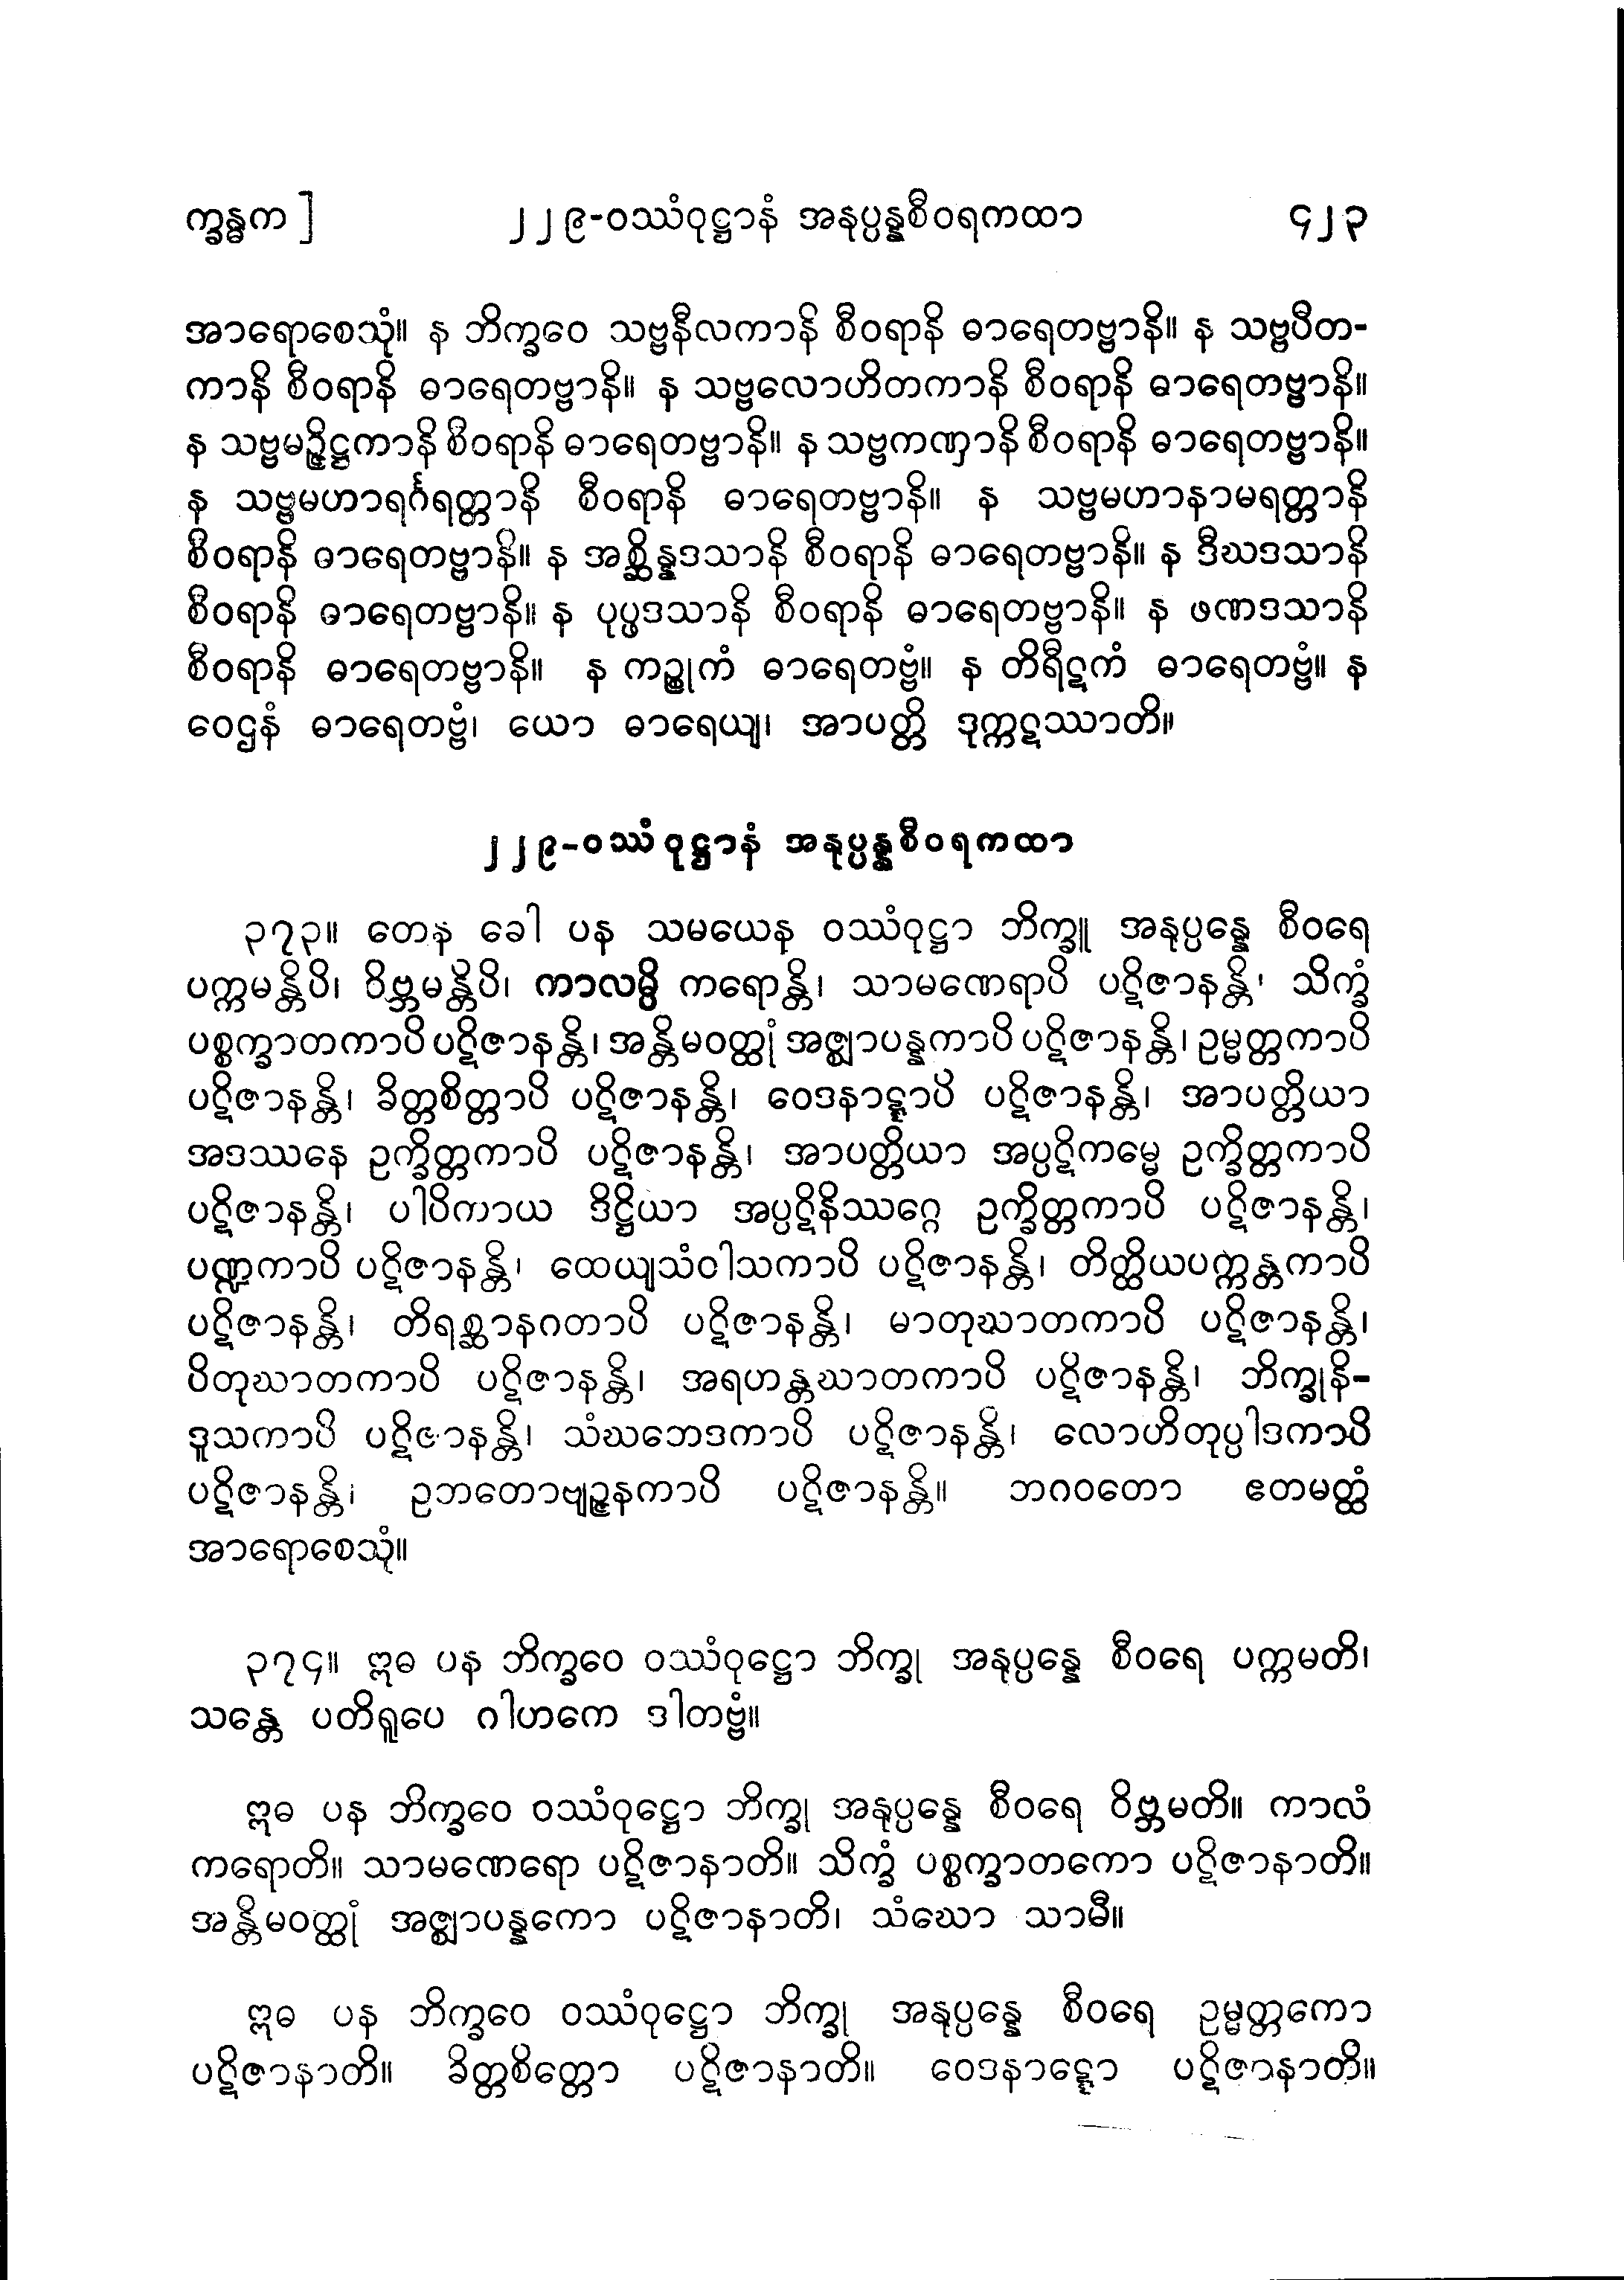 က္ခန္ဓက ]	၂၂၉-ဝဿံဝုဋ္ဌာနံ အနုပ္ပန္နစီဝရကထာ	၄၂၃
အာရောစေသုံ။ န ဘိက္ခဝေ သဗ္ဗနီလကာနိ စီဝရာနိ ဓာရေတဗ္ဗာနိ။ န သဗ္ဗပီတ-
ကာနိ စီဝရာနိ ဓာရေတဗ္ဗာနိ။ န သဗ္ဗလောဟိတကာနိ စီဝရာနိ ဓာရေတဗ္ဗာနိ။
န သဗ္ဗမဉ္ဇိဋ္ဌကာနိ စီဝရာနိ ဓာရေတဗ္ဗာနိ။ န သဗ္ဗကဏှာနိ စီဝရာနိ ဓာရေတဗ္ဗာနိ။
န သဗ္ဗမဟာရင်္ဂရတ္တာနိ စီဝရာနိ ဓာရေတဗ္ဗာနိ။ န သဗ္ဗမဟာနာမရတ္တာနိ
စီဝရာနိ ဓာရေတဗ္ဗာနိ။ န အစ္ဆိန္နဒသာနိ စီဝရာနိ ဓာရေတဗ္ဗာနိ။ န ဒီဃဒသာနိ
စီဝရာနိ ဓာရေတဗ္ဗာနိ။ န ပုပ္ဖဒသာနိ စီဝရာနိ ဓာရေတဗ္ဗာနိ။ န ဖဏဒသာနိ
စီဝရာနိ ဓာရေတဗ္ဗာနိ။ န ကဉ္စုကံ ဓာရေတဗ္ဗံ။ န တိရီဋကံ ဓာရေတဗ္ဗံ။ န
ဝေဌနံ ဓာရေတဗ္ဗံ၊ ယော ဓာရေယျ၊ အာပတ္တိ ဒုက္ကဋဿာတိ။
၂၂၉-ဝဿံ ဝုဋ္ဌာနံ အနုပ္ပန္နစီဝရကထာ
၃၇၃။ တေန ခေါ ပန သမယေန ဝဿံဝုဋ္ဌာ ဘိက္ခူ အနုပ္ပန္နေ စီဝရေ
ပက္ကမန္တိပိ၊ ဝိဗ္ဘမန္တိပိ၊ ကာလမ္ပိ ကရောန္တိ၊ သာမဏေရာပိ ပဋိဇာနန္တိ၊ သိက္ခံ
ပစ္စက္ခာတကာပိ ပဋိဇာနန္တိ၊ အန္တိမဝတ္ထုံ အဇ္ဈာပန္နကာပိ ပဋိဇာနန္တိ၊ ဥမ္မတ္တကာပိ
ပဋိဇာနန္တိ၊ ခိတ္တစိတ္တာပိ ပဋိဇာနန္တိ၊ ဝေဒနာဋ္ဋာပိ ပဋိဇာနန္တိ၊ အာပတ္တိယာ
အဒဿနေ ဥက္ခိတ္တကာပိ ပဋိဇာနန္တိ၊ အာပတ္တိယာ အပ္ပဋိကမ္မေ ဥက္ခိတ္တကာပိ
ပဋိဇာနန္တိ၊ ပါပိကာယ ဒိဋ္ဌိယာ အပ္ပဋိနိဿဂ္ဂေ ဥက္ခိတ္တကာပိ ပဋိဇာနန္တိ၊
ပဏ္ဍကာပိ ပဋိဇာနန္တိ၊ ထေယျသံဝါသကာပိ ပဋိဇာနန္တိ၊ တိတ္ထိယပက္ကန္တကာပိ
ပဋိဇာနန္တိ၊ တိရစ္ဆာနဂတာပိ ပဋိဇာနန္တိ၊ မာတုဃာတကာပိ ပဋိဇာနန္တိ၊
ပိတုဃာတကာပိ ပဋိဇာနန္တိ၊ အရဟန္တဃာတကာပိ ပဋိဇာနန္တိ၊ ဘိက္ခုနိ-
ဒူသကာပိ ပဋိဇာနန္တိ၊ သံဃဘေဒကာပိ ပဋိဇာနန္တိ၊ လောဟိတုပ္ပါဒကာပိ
ပဋိဇာနန္တိ၊ ဥဘတောဗျဉ္ဇနကာပိ ပဋိဇာနန္တိ။ ဘဂဝတော ဧတမတ္ထံ
အာရောစေသုံ။
၃၇၄။ ဣဓ ပန ဘိက္ခဝေ ဝဿံဝုဋ္ဌော ဘိက္ခု အနုပ္ပန္နေ စီဝရေ ပက္ကမတိ၊
သန္တေ ပတိရူပေ ဂါဟကေ ဒါတဗ္ဗံ။
ဣဓ ပန ဘိက္ခဝေ ဝဿံဝုဋ္ဌော ဘိက္ခု အနုပ္ပန္နေ စီဝရေ ဝိဗ္ဘမတိ။ ကာလံ
ကရောတိ။ သာမဏေရော ပဋိဇာနာတိ။ သိက္ခံ ပစ္စက္ခာတကော ပဋိဇာနာတိ။
အန္တိမဝတ္ထုံ အဇ္ဈာပန္နကော ပဋိဇာနာတိ၊ သံဃော သာမီ။
ဣဓ ပန ဘိက္ခဝေ ဝဿံဝုဋ္ဌော ဘိက္ခု အနုပ္ပန္နေ စီဝရေ ဥမ္မတ္တကော
ပဋိဇာနာတိ။ ခိတ္တစိတ္တော ပဋိဇာနာတိ။ ဝေဒနာဋ္ဋော ပဋိဇာနာတိ။